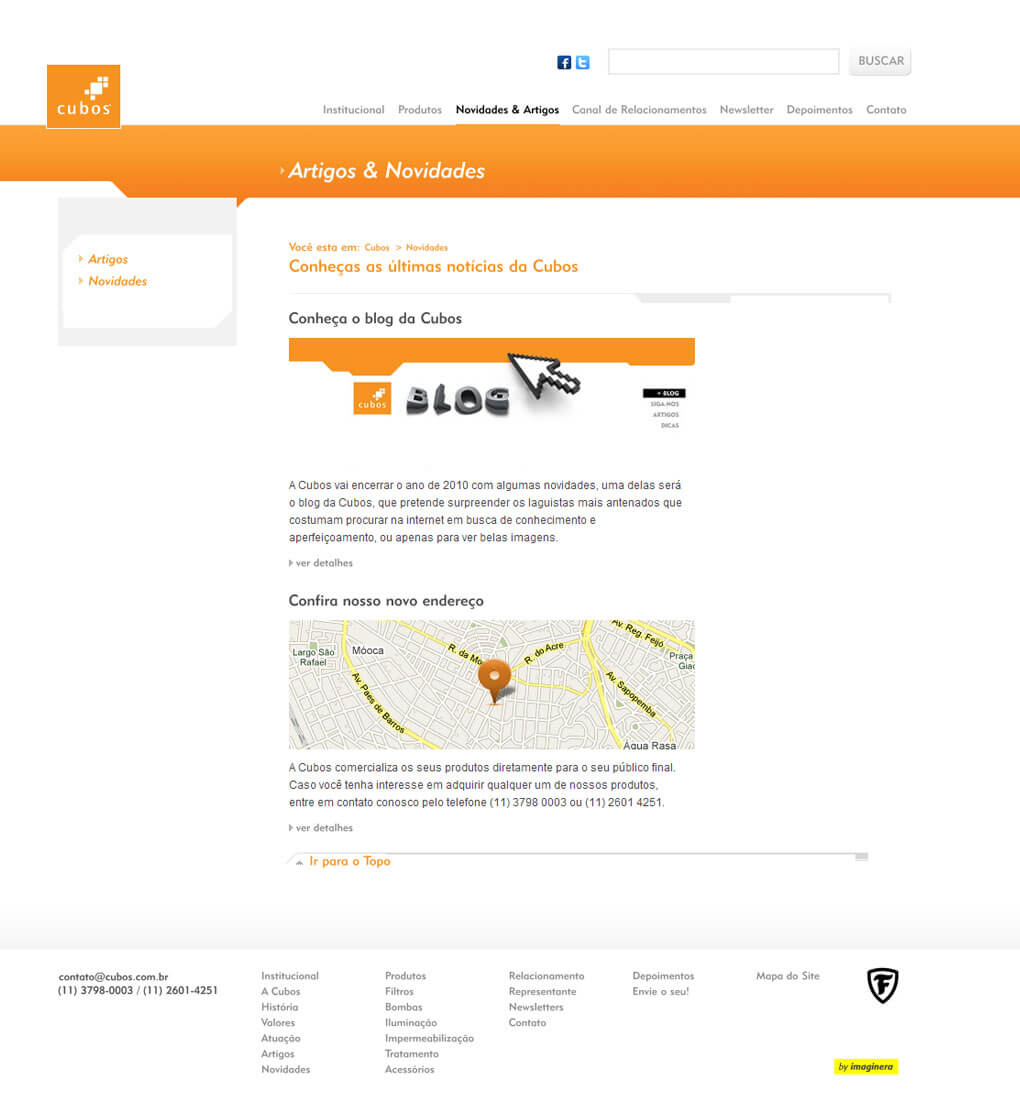 BUSCAR
cubos
Institucional Produtos Novidades & Artigos Canal de Relacionamentos Newsletter Depoimentos Contato
Artigos & Novidades
Artigos
Novidades
Você esta em: Cubos > Novidades
Conheças as últimas notícias da Cubos
Conheça o blog da Cubos
cubos
BLOG
BLOG
SIGA-NOS
ARTIGOS
DICAS
A Cubos vai encerrar o ano de 2010 com algumas novidades, uma delas será
o blog da Cubos, que pretende surpreender os laguistas mais antenados que
costumam procurar na internet em busca de conhecimento e
aperfeiçoamento, ou apenas para ver belas imagens.
ver detalhes
Confira nosso novo endereço
Av. Reg. Feijó
Largo São
Rafael
Móoca
R. da Mo
R. do Acre
Praça
Giac
Av. Paes de Barros
Av. Sapopemba
Água Rasa
A Cubos comercializa os seus produtos diretamente para o seu público final.
Caso você tenha interesse em adquirir qualquer um de nossos produtos,
entre em contato conosco pelo telefone (11) 3798 0003 ou (11) 2601 4251.
ver detalhes
Ir para o Topo
contato@cubos.com.br
(11) 3798-0003 / (11) 2601-4251
Institucional
A Cubos
História
Valores
Atuação
Artigos
Novidades
Produtos
Filtros
Bombas
Iluminação
Impermeabilização
Tratamento
Acessórios
Relacionamento
Representante
Newsletters
Contato
Depoimentos
Envie o seu!
Mapa do Site
F
by imaginera